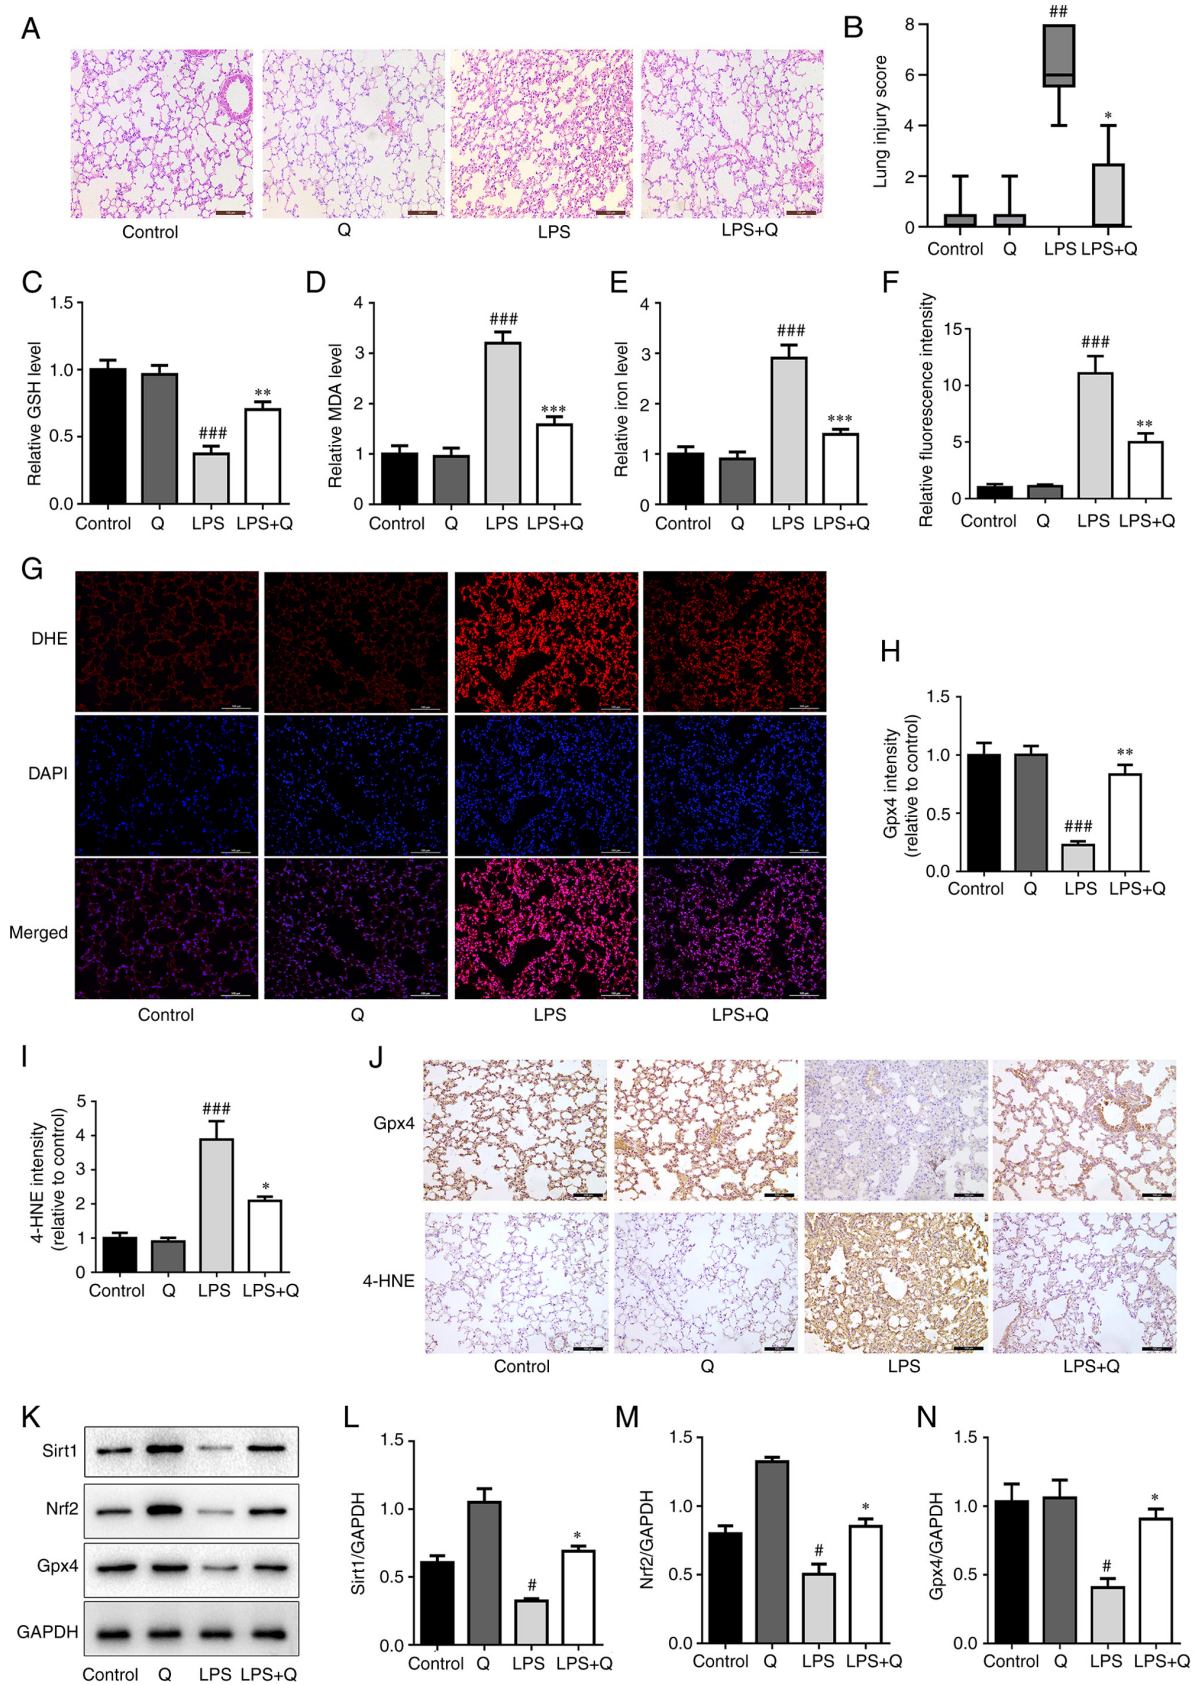 A
Control
Q
LPS
LPS+Q
B
Lung injury score
8
6
4
2
0
##
*
Control
Q
LPS
LPS+Q
C
Relative GSH level
1.5
1.0
0.5
0.0
###
**
Control
Q
LPS
LPS+Q
D
Relative MDA level
4
3
2
1
0
###
***
Control
Q
LPS
LPS+Q
E
Relative iron level
4
3
2
1
0
###
***
Control
Q
LPS
LPS+Q
F
Relative fluorescence intensity
15
10
5
0
###
**
Control
Q
LPS
LPS+Q
G
DHE
DAPI
Merged
Control
Q
LPS
LPS+Q
H
Gpx4 intensity
(relative to control)
1.5
1.0
0.5
0.0
###
**
Control
Q
LPS
LPS+Q
I
4-HNE intensity
(relative to control)
5
4
3
2
1
0
###
*
Control
Q
LPS
LPS+Q
J
Gpx4
4-HNE
Control
Q
LPS
LPS+Q
K
Sirt1
Nrf2
Gpx4
GAPDH
Control
Q
LPS
LPS+Q
L
Sirt1/GAPDH
1.5
1.0
0.5
0.0
#
*
Control
Q
LPS
LPS+Q
M
Nrf2/GAPDH
1.5
1.0
0.5
0.0
#
*
Control
Q
LPS
LPS+Q
N
Gpx4/GAPDH
1.5
1.0
0.5
0.0
#
*
Control
Q
LPS
LPS+Q